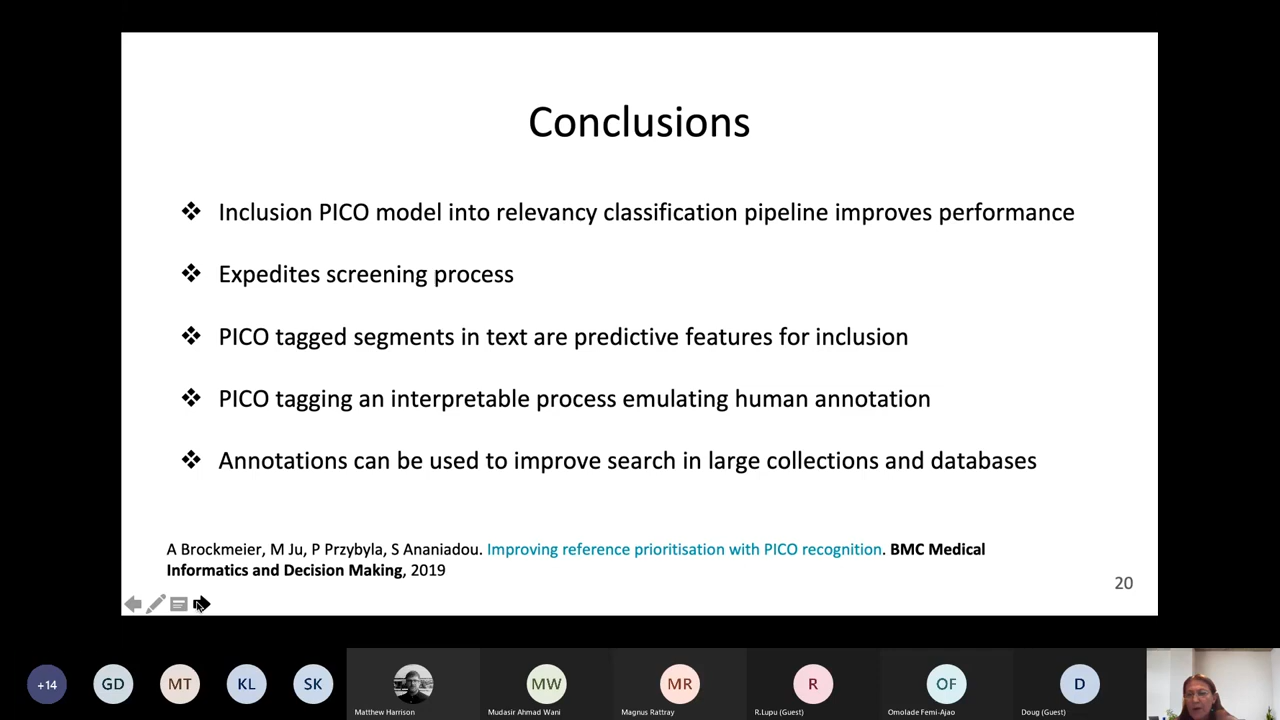 Conclusions
❖ Inclusion PICO model into relevancy classification pipeline improves performance
❖ Expedites screening process
❖ PICO tagged segments in text are predictive features for inclusion
❖ PICO tagging an interpretable process emulating human annotation
❖ Annotations can be used to improve search in large collections and databases
A Brockmeier, M Ju, P Przybyla, S Ananiadou. Improving reference prioritisation with PICO recognition. BMC Medical
Informatics and Decision Making, 2019
20
+14
GD
MT
KL
SK
MW
MR
R
OF
D
Matthew Harrison
Mudasir Ahmad Wani
Magnus Rattray
R.Lupu (Guest)
Omolade Femi-Ajao
Doug (Guest)